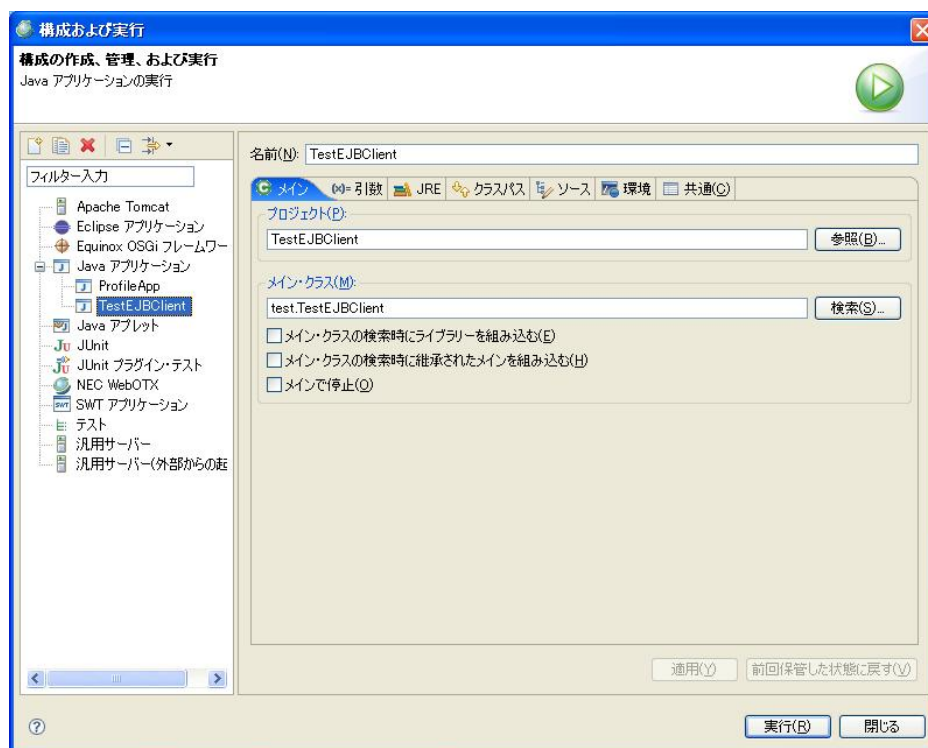 構成および実行
構成の作成、管理、および実行
Java アプリケーションの実行
フィルター入力
Apache Tomcat
Eclipse アプリケーション
Equinox OSGi フレームワー
Java アプリケーション
ProfileApp
TestEJBClient
Java アプレット
JUnit
JUnit プラグイン・テスト
NEC WebOTX
SWT アプリケーション
テスト
汎用サーバー
汎用サーバー(外部からの起
名前(N): TestEJBClient
メイン (x)= 引数 JRE クラスパス ソース 環境 共通(C)
プロジェクト(P):
TestEJBClient 参照(B)...
メイン・クラス(M):
test.TestEJBClient 検索(S)...
メイン・クラスの検索時にライブラリーを組み込む(E)
メイン・クラスの検索時に継承されたメインを組み込む(H)
メインで停止(O)
適用(Y) 前回保管した状態に戻す(V)
実行(R) 閉じる